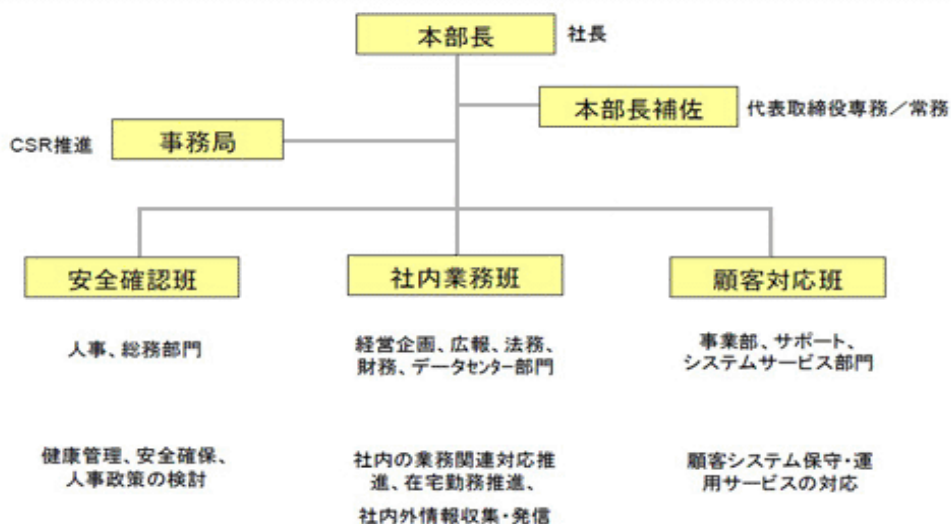 本部長
社長
本部長補佐
代表取締役専務／常務
CSR推進
事務局
安全確認班
社内業務班
顧客対応班
人事、総務部門
経営企画、広報、法務、
財務、データセンター部門
事業部、サポート、
システムサービス部門
健康管理、安全確保、
人事政策の検討
社内の業務関連対応推
進、在宅勤務推進、
社内外情報収集・発信
顧客システム保守・運
用サービスの対応